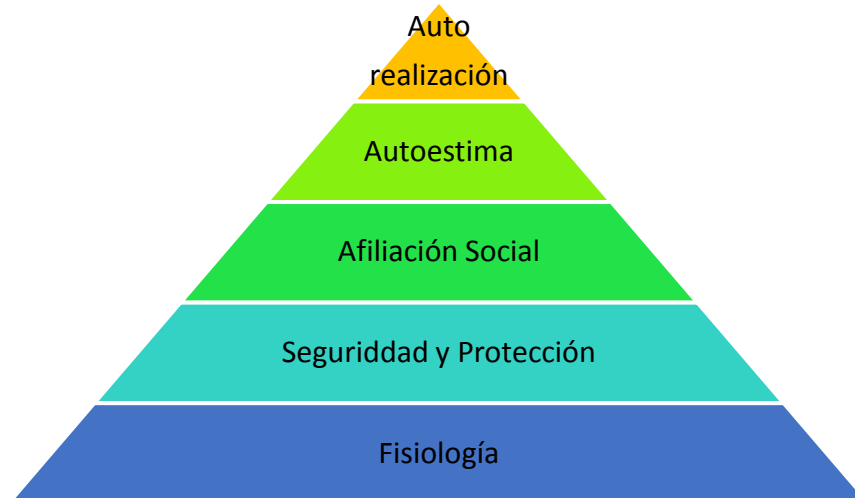 Auto
realización
Autoestima
Afiliación Social
Seguriddad y Protección
Fisiología